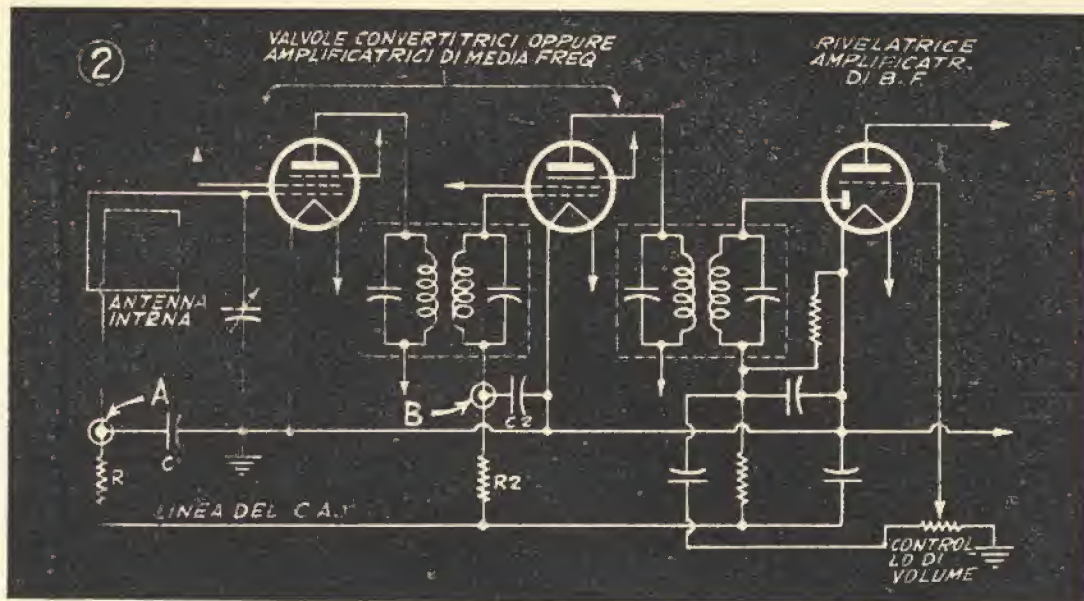 2
VALVOLE CONVERTITRICI OPPURE
AMPLIFICATRICI DI MEDIA FREQ
RIVELATRICE
AMPLIFICATR.
DI B.F.
ANTENNA
INTERNA
A
B
C
C2
R
R2
LINEA DEL C.A.
CONTROL
LO DI
VOLUME